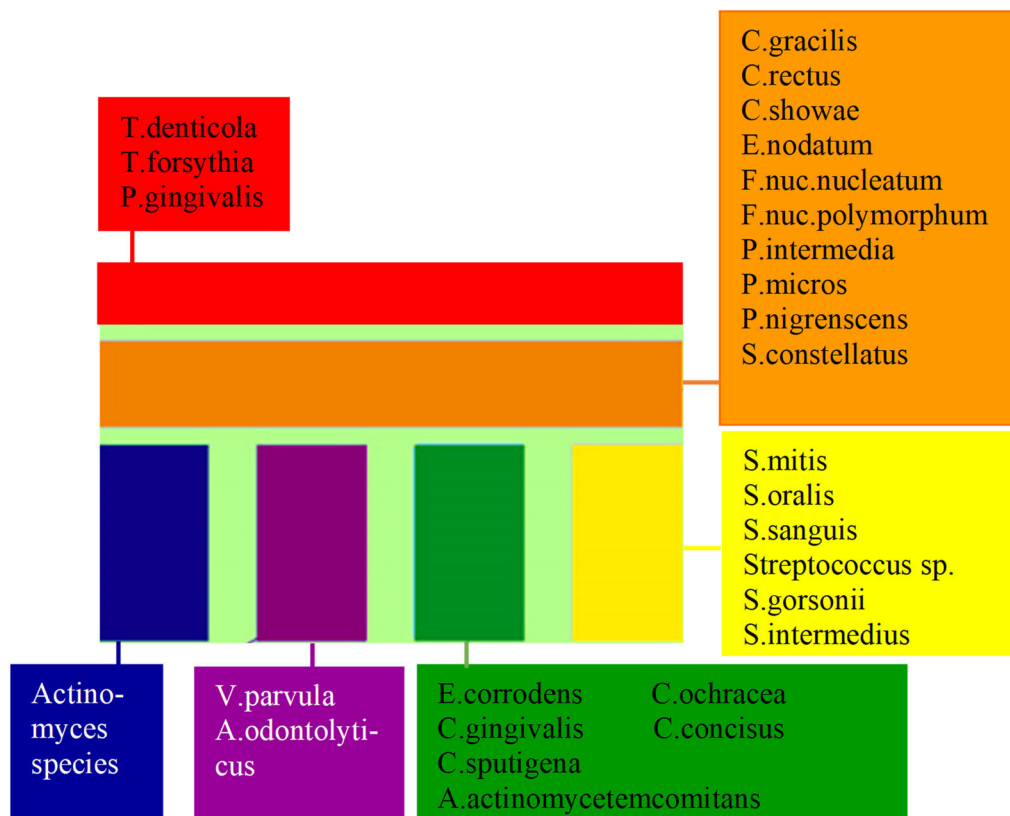 T.denticola
T.forsythia
P.gingivalis
C.gracilis
C.rectus
C.showae
E.nodatum
F.nuc.nucleatum
F.nuc.polymorphum
P.intermedia
P.micros
P.nigrenscens
S.constellatus
S.mitis
S.oralis
S.sanguis
Streptococcus sp.
S.gorsonii
S.intermedius
Actino-
myces
species
V.parvula
A.odontolyti-
cus
E.corrodens C.ochracea
C.gingivalis C.concisus
C.sputigena
A.actinomycetemcomitans